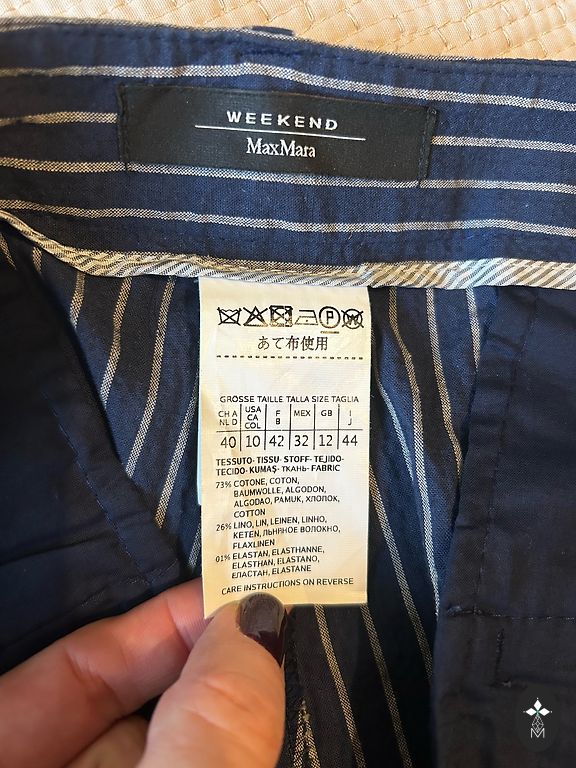 WEEKEND
MaxMara
P W
あて布使用
GRÖSSE TAILLE TALLA SIZE TAGLIA
CH A NL D USA CA COL F B MEX GB I J
40 10 42 32 12 44
TESSUTO- TISSU- STOFF- TEJIDO-
TECIDO- KUMAŞ- ТКАНЬ- FABRIC
73% COTONE, COTON,
BAUMWOLLE, ALGODON,
ALGODAO, PAMUK, ХЛОПОК,
COTTON
26% LINO, LIN, LEINEN, LINHO,
KETEN, ЛЬНЯНОЕ ВОЛОКНО,
FLAXLINEN
01% ELASTAN, ELASTHANNE,
ELASTHAN, ELASTANO,
ЕЛАСТАН, ELASTANE
CARE INSTRUCTIONS ON REVERSE
M